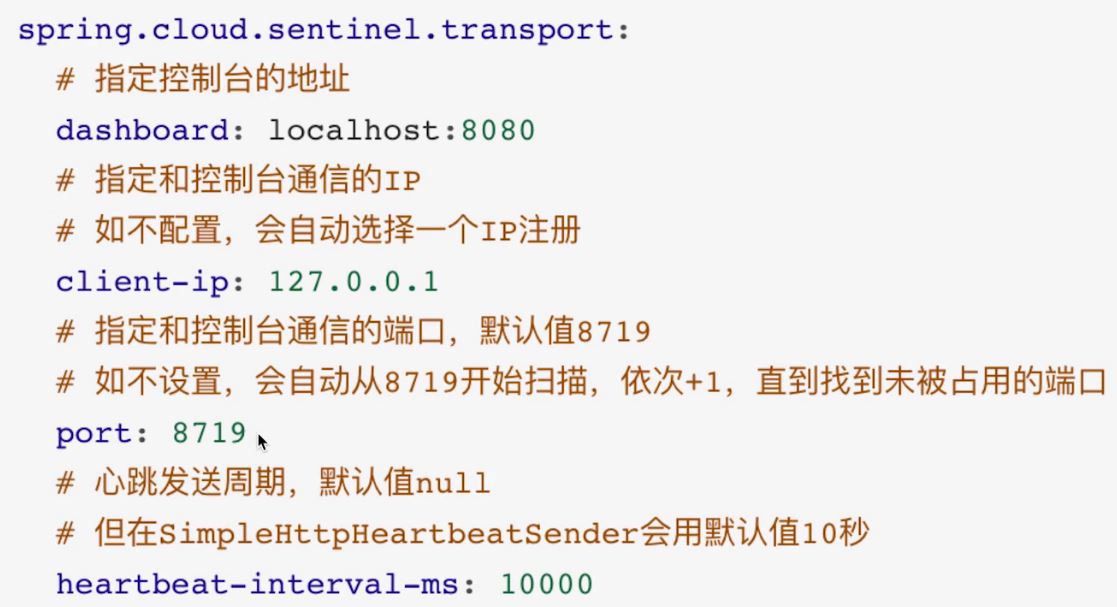 spring.cloud.sentinel.transport:
# 指定控制台的地址
dashboard: localhost:8080
# 指定和控制台通信的IP
# 如不配置，会自动选择一个IP注册
client-ip: 127.0.0.1
# 指定和控制台通信的端口，默认值8719
# 如不设置，会自动从8719开始扫描，依次+1，直到找到未被占用的端口
port: 8719
# 心跳发送周期，默认值null
# 但在SimpleHttpHeartbeatSender会用默认值10秒
heartbeat-interval-ms: 10000